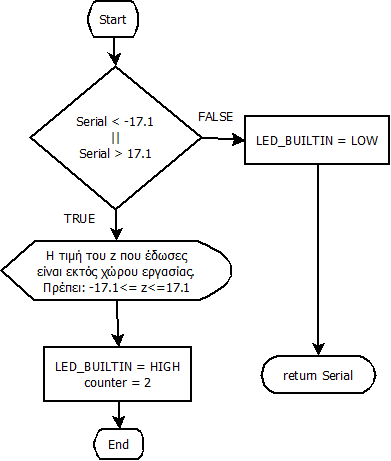 Start
Serial < -17.1
||
Serial > 17.1
FALSE
LED_BUILTIN = LOW
TRUE
Η τιμή του z που έδωσες
είναι εκτός χώρου εργασίας.
Πρέπει: -17.1<= z<=17.1
LED_BUILTIN = HIGH
counter = 2
return Serial
End